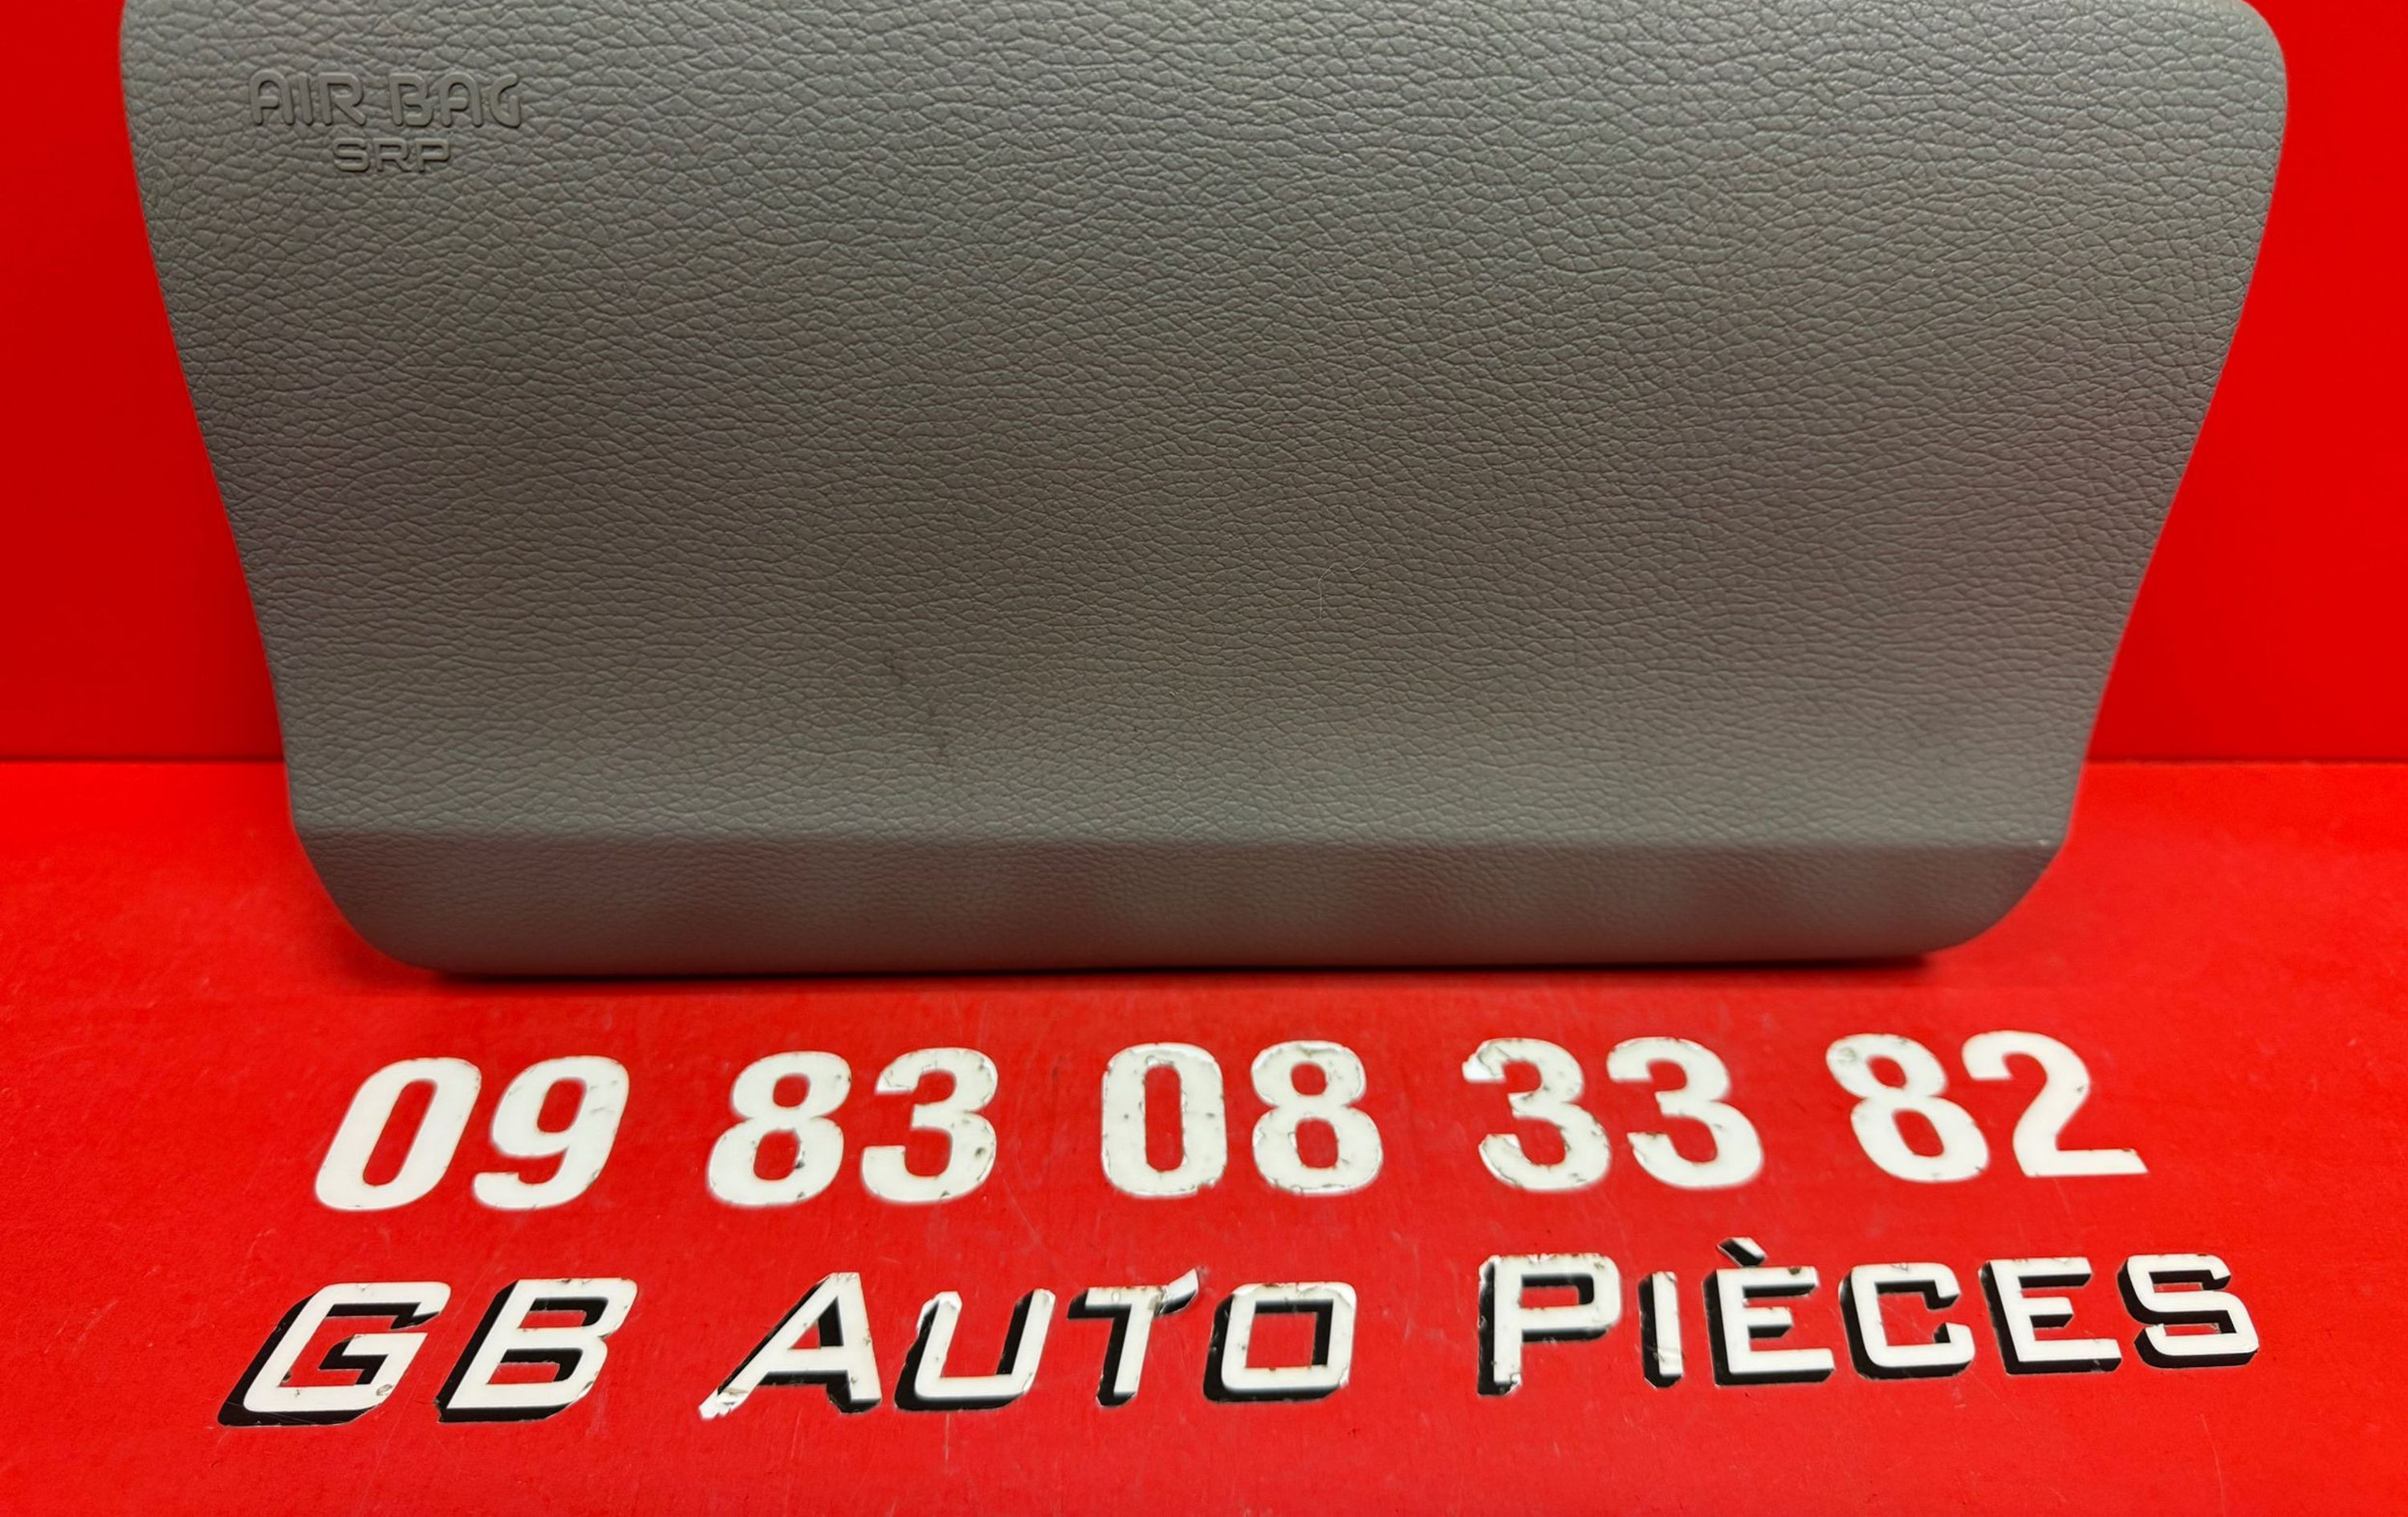 AIR BAG
SRP
09 83 08 33 82
GB AUTO PIÈCES